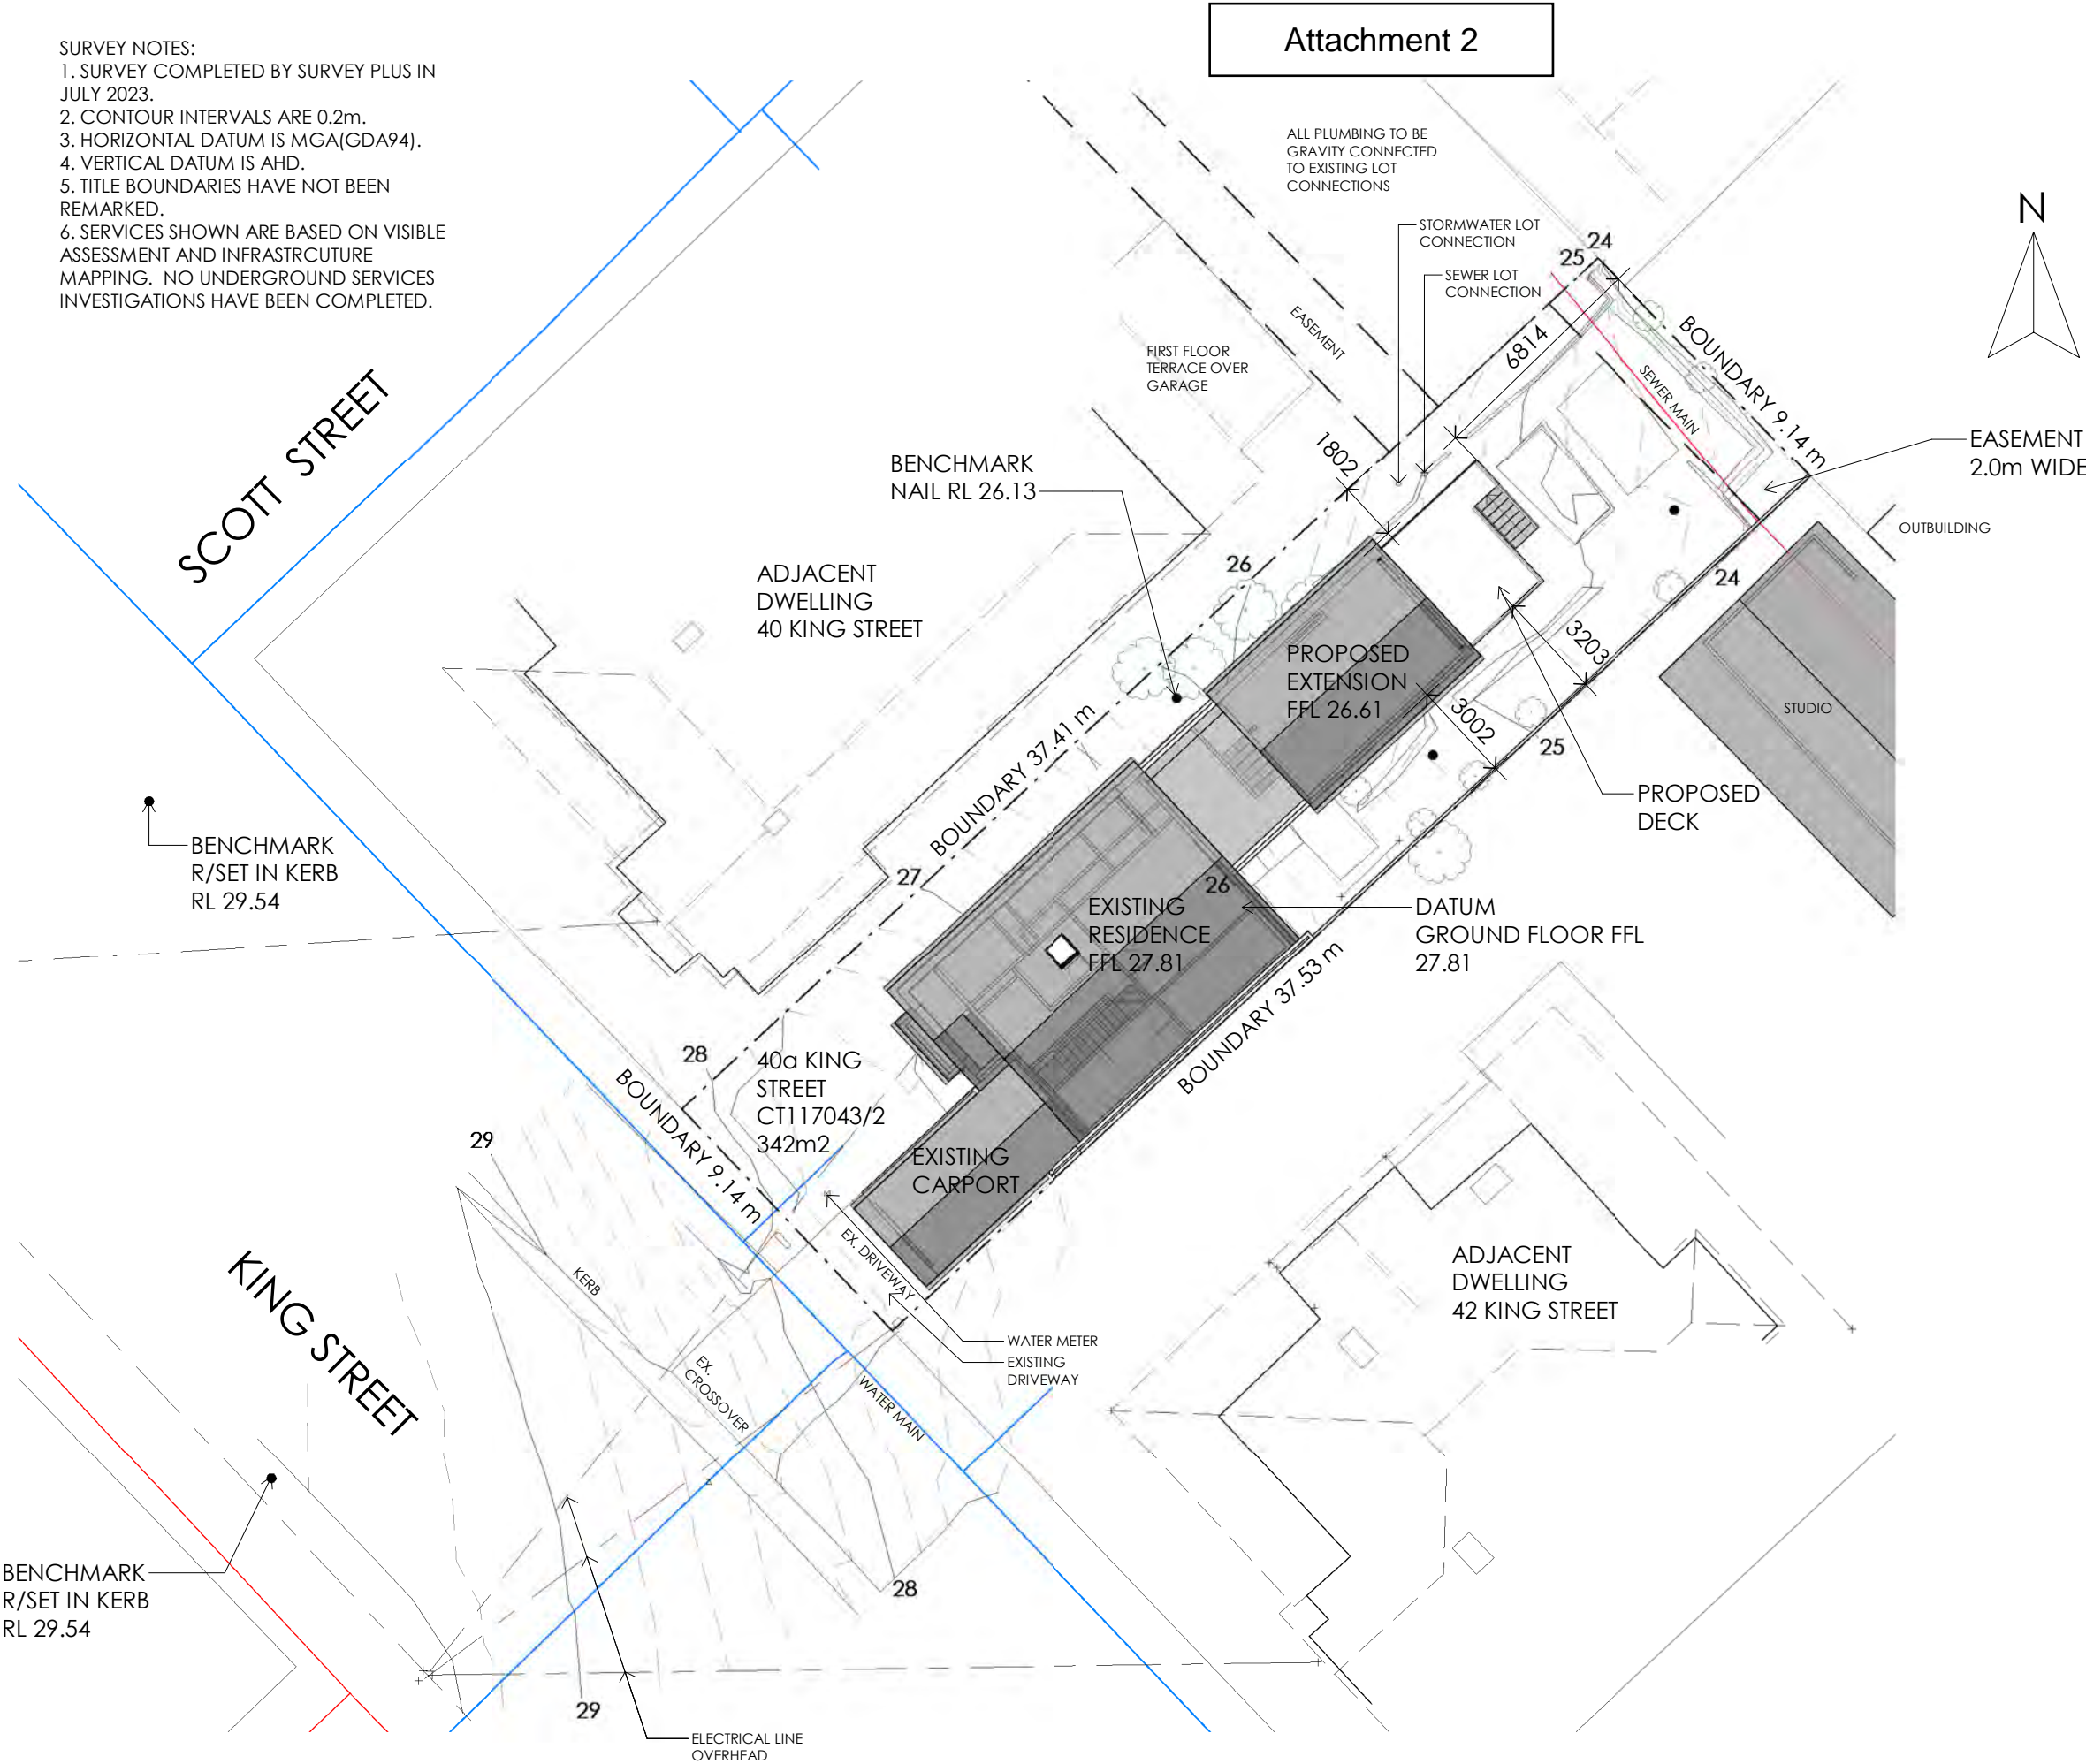 Attachment 2
SURVEY NOTES:
1. SURVEY COMPLETED BY SURVEY PLUS IN
JULY 2023.
2. CONTOUR INTERVALS ARE 0.2m.
3. HORIZONTAL DATUM IS MGA(GDA94).
4. VERTICAL DATUM IS AHD.
5. TITLE BOUNDARIES HAVE NOT BEEN
REMARKED.
6. SERVICES SHOWN ARE BASED ON VISIBLE
ASSESSMENT AND INFRASTRCUTURE
MAPPING.  NO UNDERGROUND SERVICES
INVESTIGATIONS HAVE BEEN COMPLETED.
ALL PLUMBING TO BE
GRAVITY CONNECTED
TO EXISTING LOT
CONNECTIONS
N
STORMWATER LOT
CONNECTION
24
25
SEWER LOT
CONNECTION
EASEMENT
6814
BOUNDARY 9.14 m
FIRST FLOOR
TERRACE OVER
GARAGE
SEWER MAIN
SCOTT STREET
EASEMENT
2.0m WIDE
1802
BENCHMARK
NAIL RL 26.13
OUTBUILDING
26
24
ADJACENT
DWELLING
40 KING STREET
3203
PROPOSED
EXTENSION
FFL 26.61
STUDIO
3002
25
BOUNDARY 37.41 m
PROPOSED
DECK
BENCHMARK
R/SET IN KERB
RL 29.54
27
26
EXISTING
RESIDENCE
FFL 27.81
DATUM
GROUND FLOOR FFL
27.81
BOUNDARY 37.53 m
28
40a KING
STREET
CT117043/2
342m2
BOUNDARY 9.14 m
29
EXISTING
CARPORT
EX. DRIVEWAY
KERB
KING STREET
ADJACENT
DWELLING
42 KING STREET
WATER METER
EXISTING
DRIVEWAY
EX.
CROSSOVER
WATER MAIN
BENCHMARK
R/SET IN KERB
RL 29.54
28
29
ELECTRICAL LINE
OVERHEAD